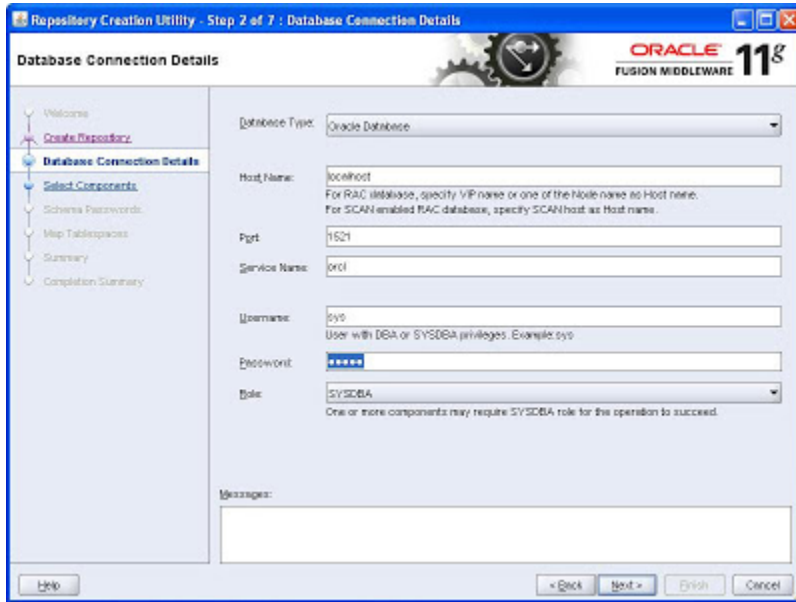 Repository Creation Utility - Step 2 of 7 : Database Connection Details
Database Connection Details
ORACLE
FUSION MIDDLEWARE
11g
Welcome
Create Repository
Database Connection Details
Select Components
Schema Passwords
Map Tablespaces
Summary
Completion Summary
Database Type: Oracle Database
Host Name: localhost
For RAC database, specify VIP name or one of the Node name as Host name.
For SCAN enabled RAC database, specify SCAN host as Host name.
Port: 1521
Service Name: orcl
Username: sys
User with DBA or SYSDBA privileges. Example:sys
Password: •••••
Role: SYSDBA
One or more components may require SYSDBA role for the operation to succeed.
Messages:
Help
< Back
Next >
Finish
Cancel